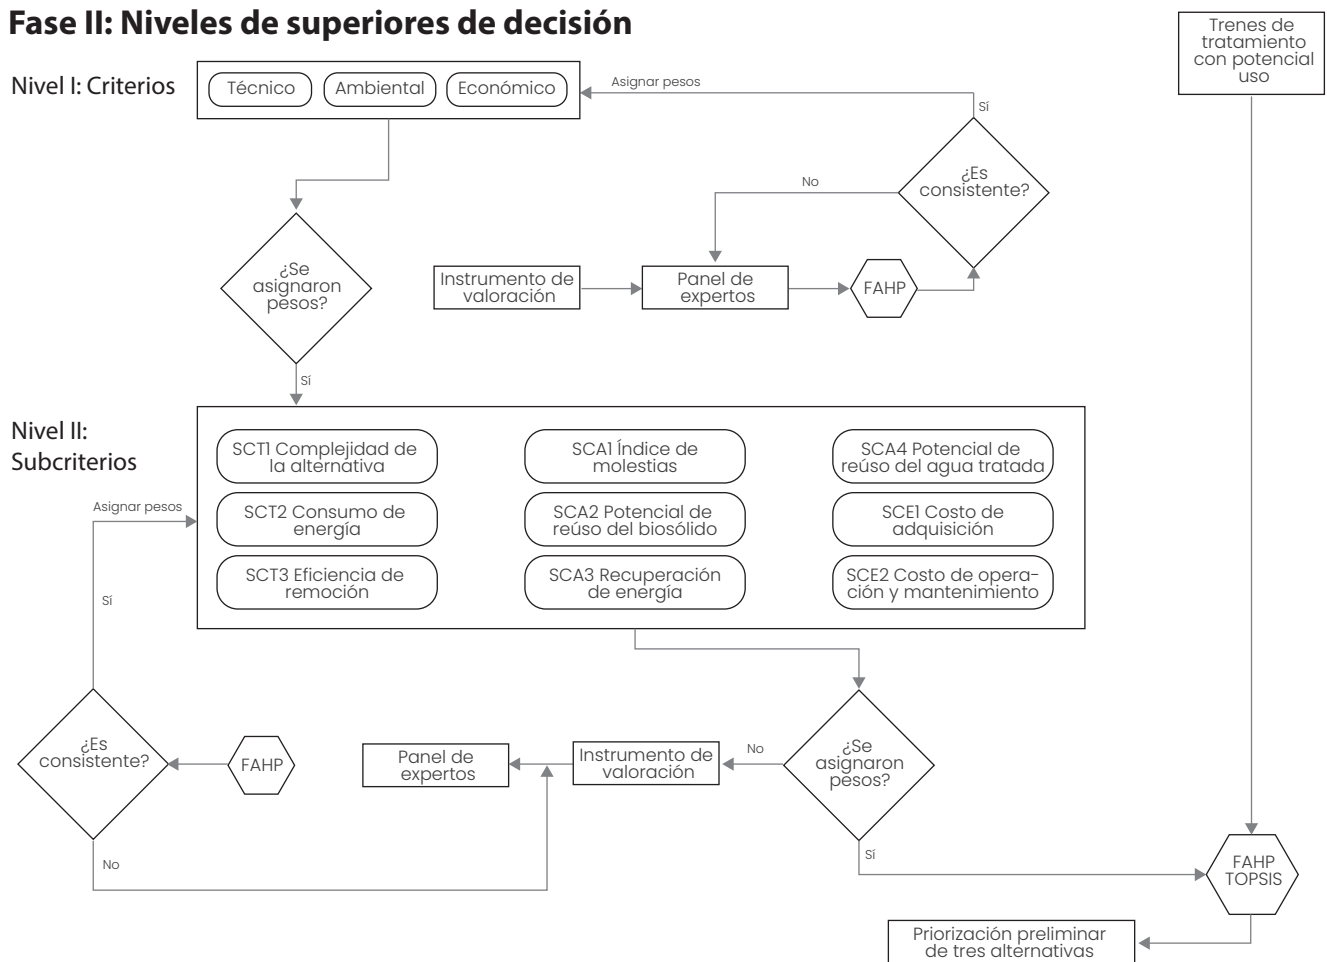 Fase II: Niveles de superiores de decisión
Trenes de
tratamiento
con potencial
uso
Nivel I: Criterios
Técnico
Ambiental
Económico
Asignar pesos
Sí
¿Es
consistente?
No
¿Se
asignaron
pesos?
Instrumento de
valoración
Panel de
expertos
FAHP
Sí
Nivel II:
Subcriterios
SCT1 Complejidad de
la alternativa
SCA1 Índice de
molestias
SCA4 Potencial de
reúso del agua tratada
SCT2 Consumo de
energía
SCA2 Potencial de
reúso del biosólido
SCE1 Costo de
adquisición
SCT3 Eficiencia de
remoción
SCA3 Recuperación
de energía
SCE2 Costo de opera-
ción y mantenimiento
Asignar pesos
Sí
¿Es
consistente?
FAHP
Panel de
expertos
Instrumento de
valoración
No
¿Se
asignaron
pesos?
No
Sí
FAHP
TOPSIS
Priorización preliminar
de tres alternativas